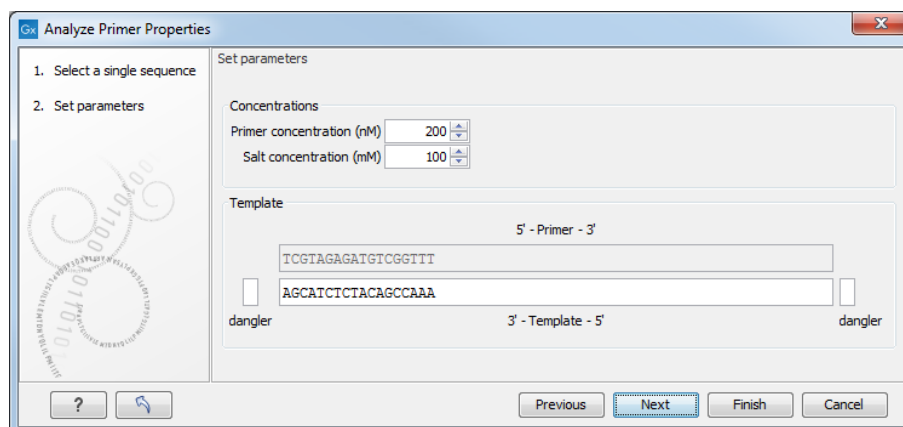 Gx Analyze Primer Properties
1. Select a single sequence
2. Set parameters
Set parameters
Concentrations
Primer concentration (nM) 200
Salt concentration (mM) 100
Template
5' - Primer - 3'
TCGTAGAGATGTCGGTTT
AGCATCTCTACAGCCAAA
dangler 3' - Template - 5' dangler
? Previous Next Finish Cancel